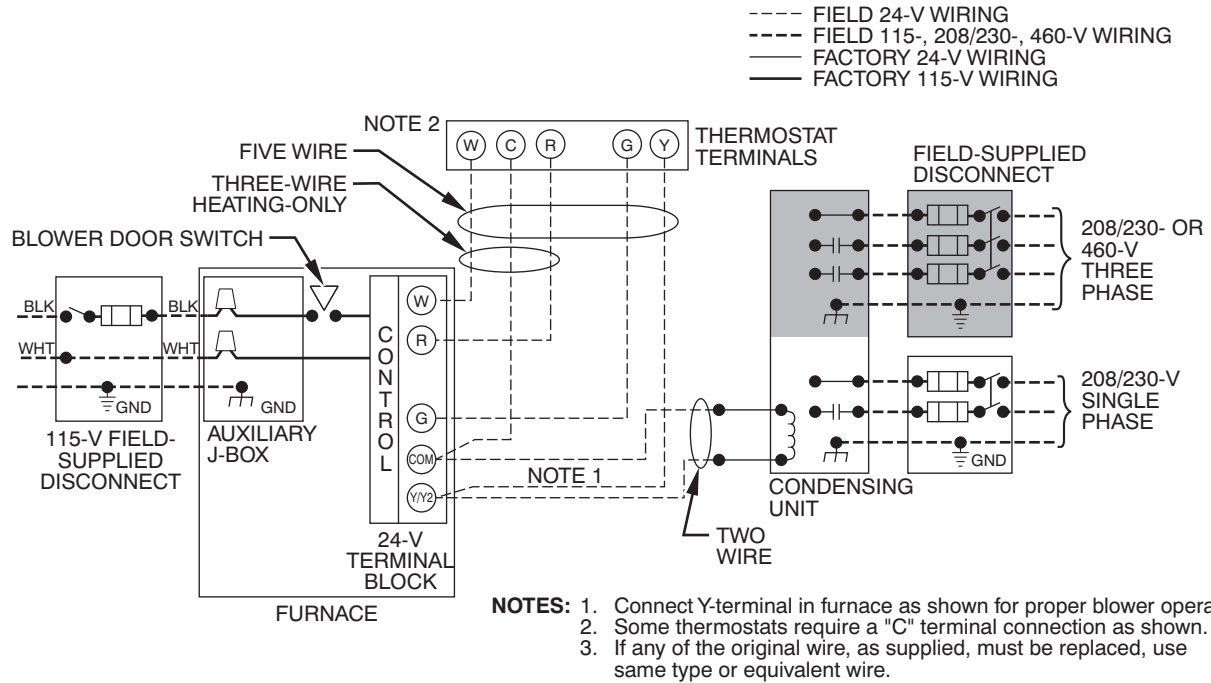 FIELD 24-V WIRING
FIELD 115-, 208/230-, 460-V WIRING
FACTORY 24-V WIRING
FACTORY 115-V WIRING
NOTE 2
W C R G Y
THERMOSTAT
TERMINALS
FIVE WIRE
THREE-WIRE
HEATING-ONLY
BLOWER DOOR SWITCH
FIELD-SUPPLIED
DISCONNECT
208/230- OR
460-V
THREE
PHASE
BLK
BLK
WHT
WHT
GND
GND
115-V FIELD-
SUPPLIED
DISCONNECT
AUXILIARY
J-BOX
C
O
N
T
R
O
L
W
R
G
COM
Y/Y2
NOTE 1
24-V
TERMINAL
BLOCK
FURNACE
TWO
WIRE
CONDENSING
UNIT
GND
208/230-V
SINGLE
PHASE
NOTES: 1. Connect Y-terminal in furnace as shown for proper blower opera
2. Some thermostats require a "C" terminal connection as shown.
3. If any of the original wire, as supplied, must be replaced, use
same type or equivalent wire.